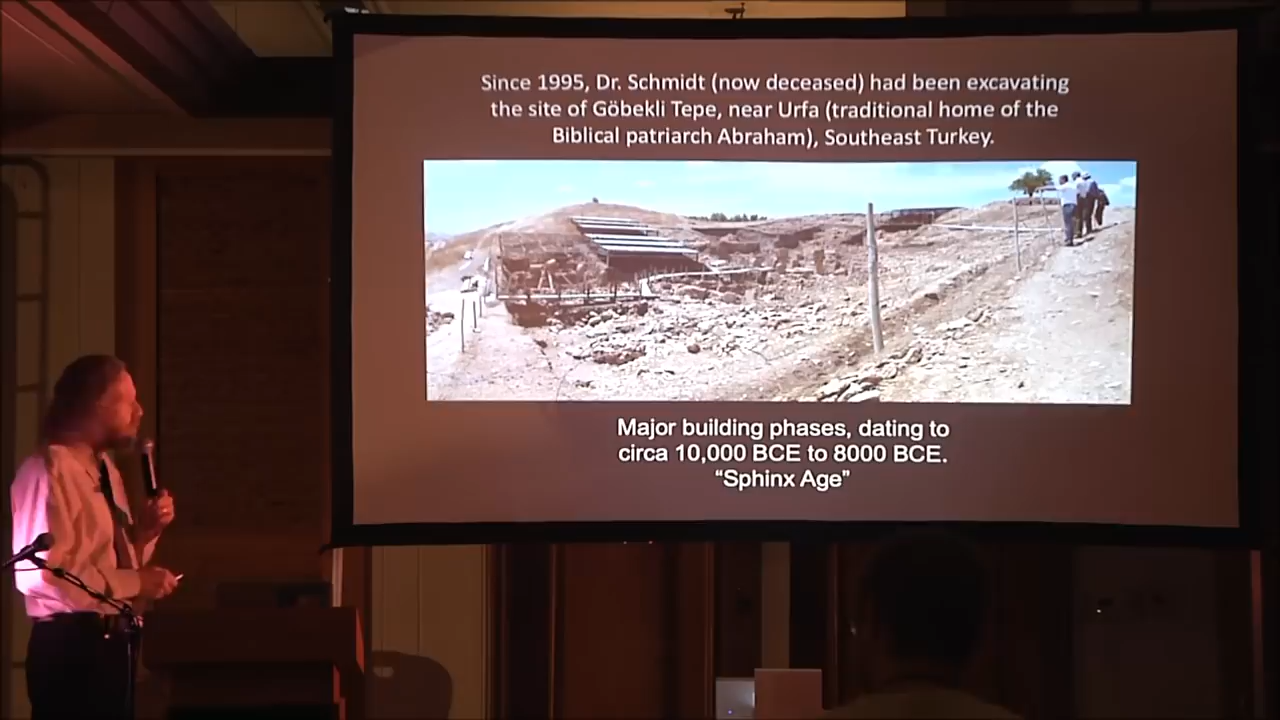 Since 1995, Dr. Schmidt (now deceased) had been excavating
the site of Göbekli Tepe, near Urfa (traditional home of the
Biblical patriarch Abraham), Southeast Turkey.
Major building phases, dating to
circa 10,000 BCE to 8000 BCE.
“Sphinx Age”